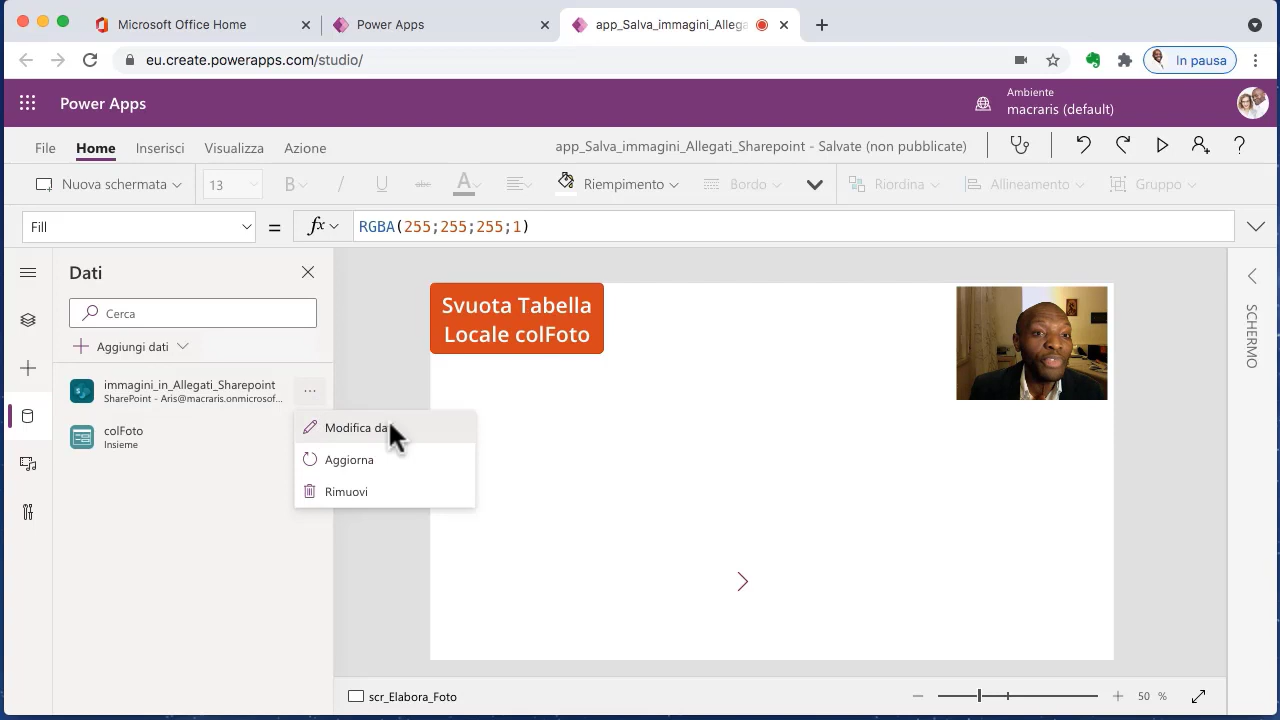 Microsoft Office Home
Power Apps
app_Salva_immagini_Alleg
eu.create.powerapps.com/studio/
In pausa
Power Apps
Ambiente
macraris (default)
File
Home
Inserisci
Visualizza
Azione
app_Salva_immagini_Allegati_Sharepoint - Salvate (non pubblicate)
Nuova schermata
13
B
Riempimento
Bordo
Riordina
Allineamento
Gruppo
Fill
= fx
RGBA(255;255;255;1)
Dati
Cerca
Aggiungi dati
immagini_in_Allegati_Sharepoint
SharePoint - Aris@macraris.onmicrosof...
colFoto
Insieme
Modifica da
Aggiorna
Rimuovi
Svuota Tabella
Locale colFoto
SCHERMO
scr_Elabora_Foto
50 %